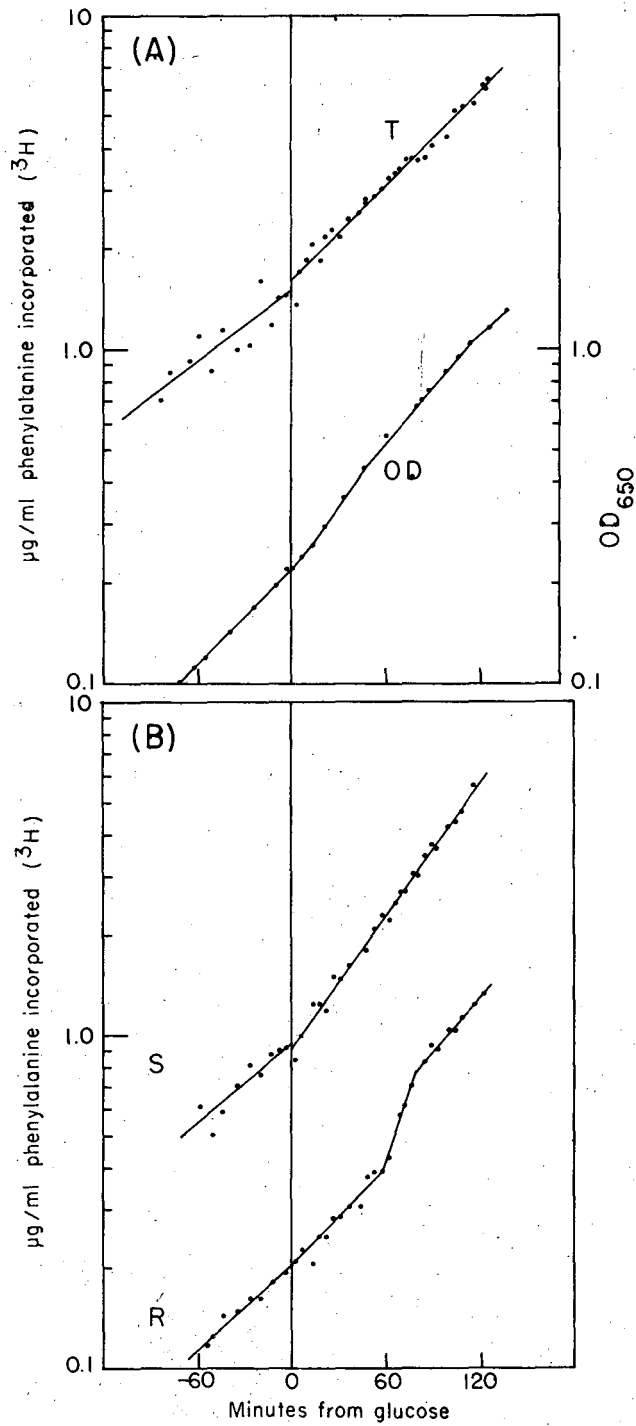 10
(A)
T
µg/ml phenylalanine incorporated (³H)
1.0
1.0
OD
OD650
0.1
0.1
10
(B)
µg/ml phenylalanine incorporated (³H)
1.0
S
R
0.1
-60 0 60 120
Minutes from glucose